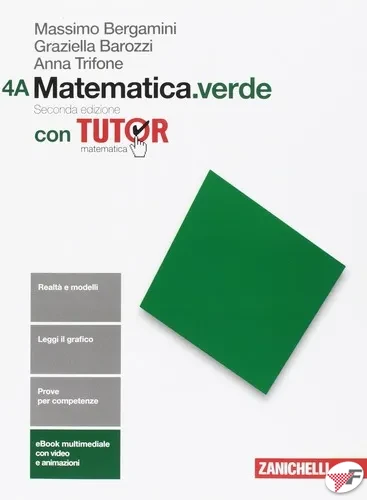 Massimo Bergamini
Graziella Barozzi
Anna Trifone
4A Matematica.verde
Seconda edizione
con TUTOR
matematica
Realtà e modelli
Leggi il grafico
Prove
per competenze
eBook multimediale
con video
e animazioni
ZANICHELLI
F